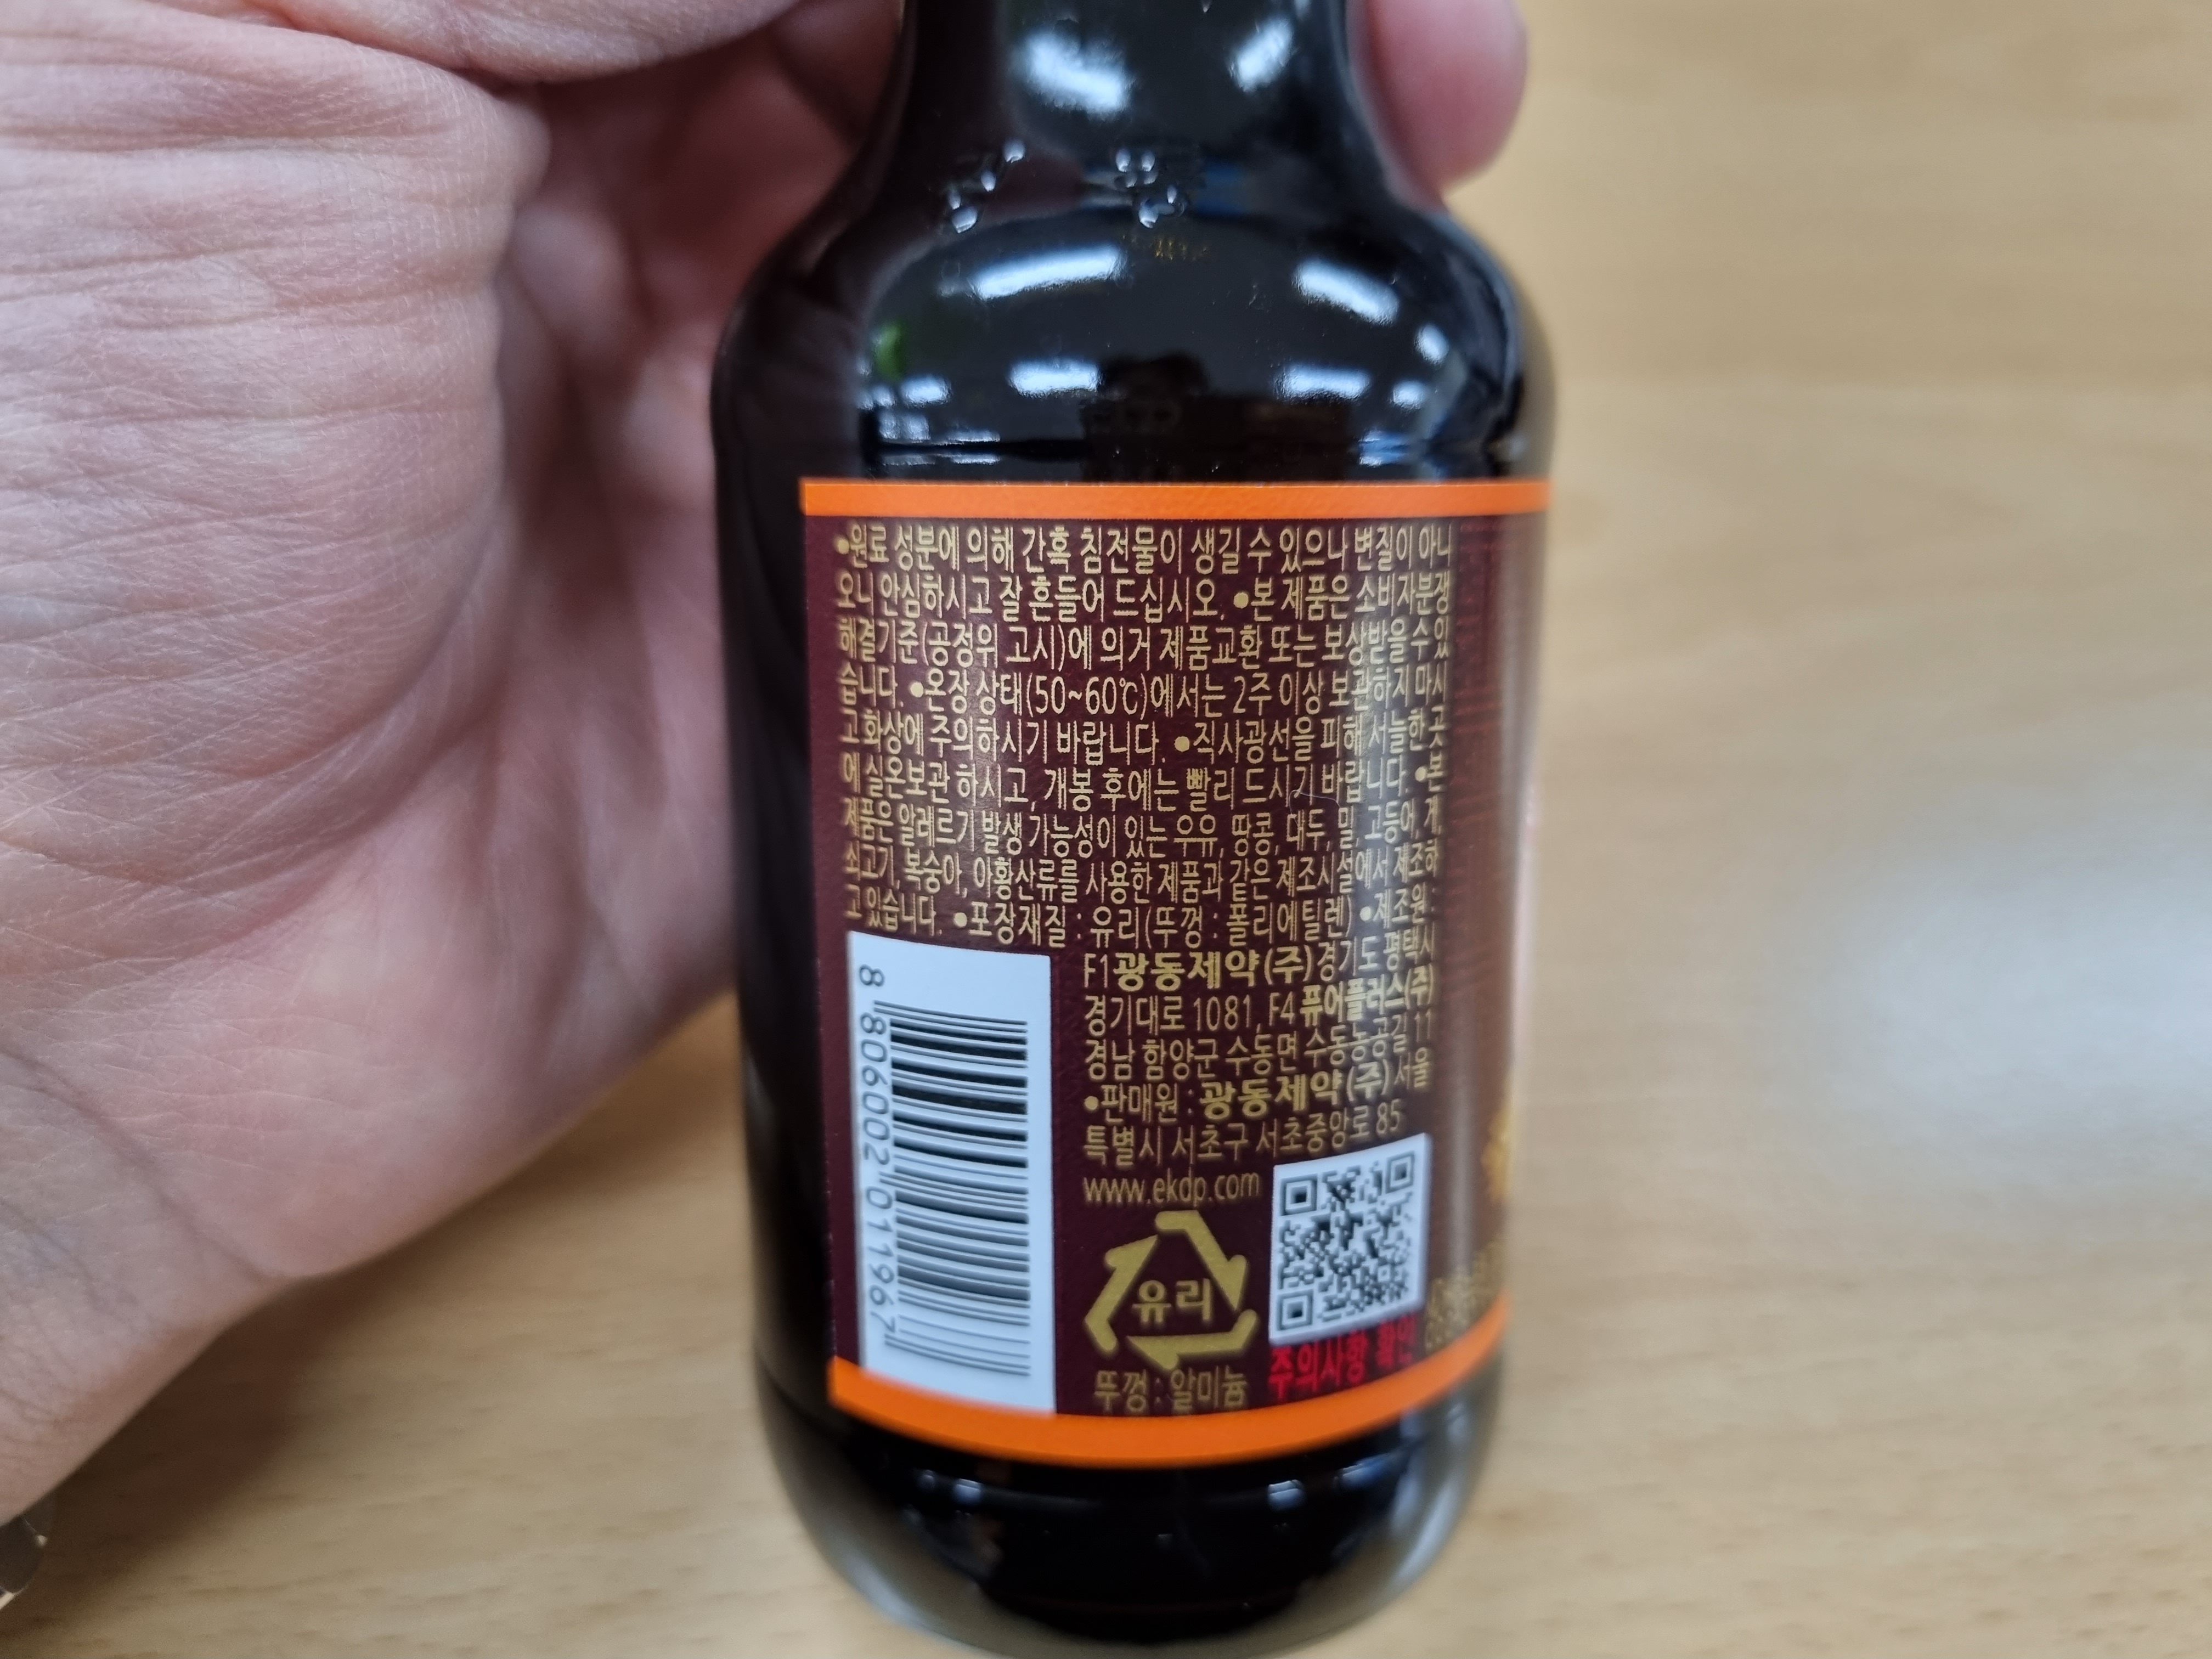 ●원료 성분에 의해 간혹 침전물이 생길 수 있으나 변질이 아니
오니 안심하시고 잘 흔들어 드십시오. ●본 제품은 소비자분쟁
해결기준(공정위 고시)에 의거 제품교환 또는 보상받을 수 있
습니다. ●온장 상태(50~60℃)에서는 2주 이상 보관하지 마시
고 화상에 주의하시기 바랍니다. ●직사광선을 피해 서늘한 곳
에 실온보관 하시고, 개봉 후에는 빨리 드시기 바랍니다. ●본
제품은 알레르기 발생 가능성이 있는 우유, 땅콩, 대두, 밀, 고등어, 게,
쇠고기, 복숭아, 아황산류를 사용한 제품과 같은 제조시설에서 제조하
고 있습니다. ●포장재질 : 유리(뚜껑 : 폴리에틸렌) ●제조원 :
F1광동제약(주)경기도 평택시
경기대로 1081, F4퓨어플러스(주)
경남 함양군 수동면 수동농공길 11
●판매원 : 광동제약(주) 서울
특별시 서초구 서초중앙로 85
www.ekdp.com
8 806002 011967
유리
뚜껑 : 알미늄
주의사항 확인